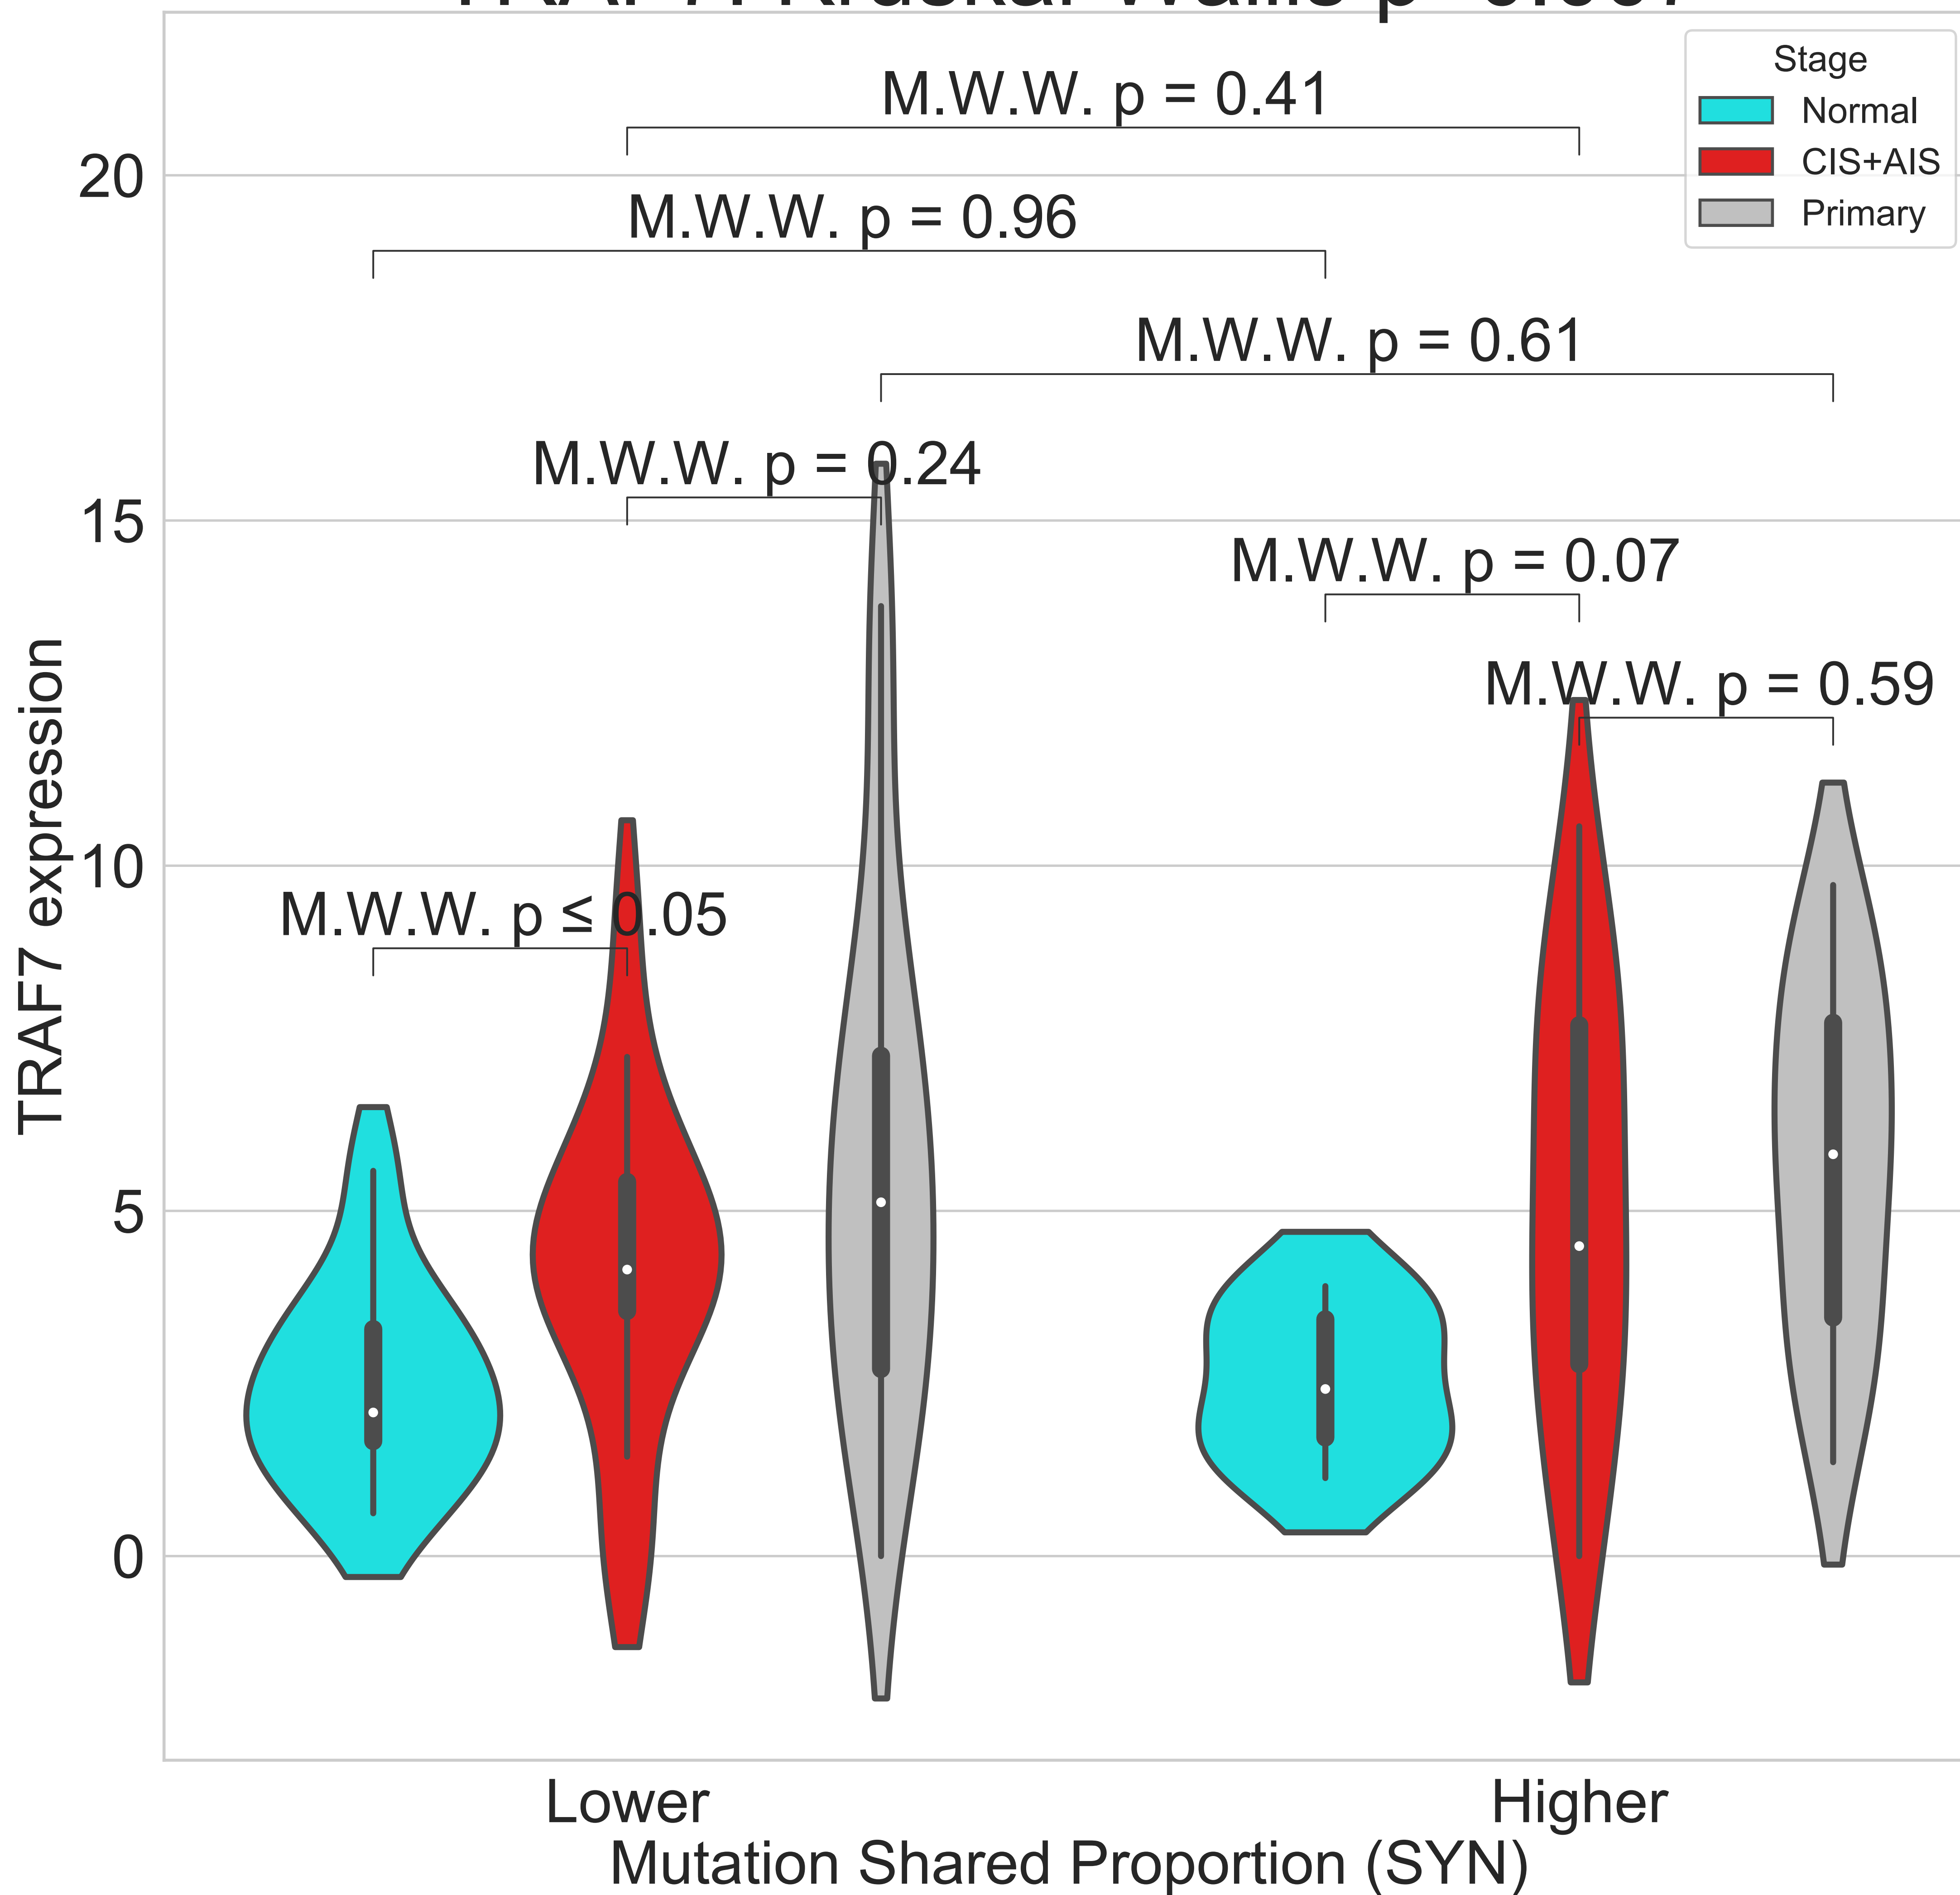 Stage
Normal
CIS+AIS
Primary
M.W.W. p = 0.41
M.W.W. p = 0.96
M.W.W. p = 0.61
M.W.W. p = 0.24
M.W.W. p = 0.07
M.W.W. p = 0.59
M.W.W. p ≤ 0.05
20
15
10
5
0
TRAF7 expression
Lower
Higher
Mutation Shared Proportion (SYN)